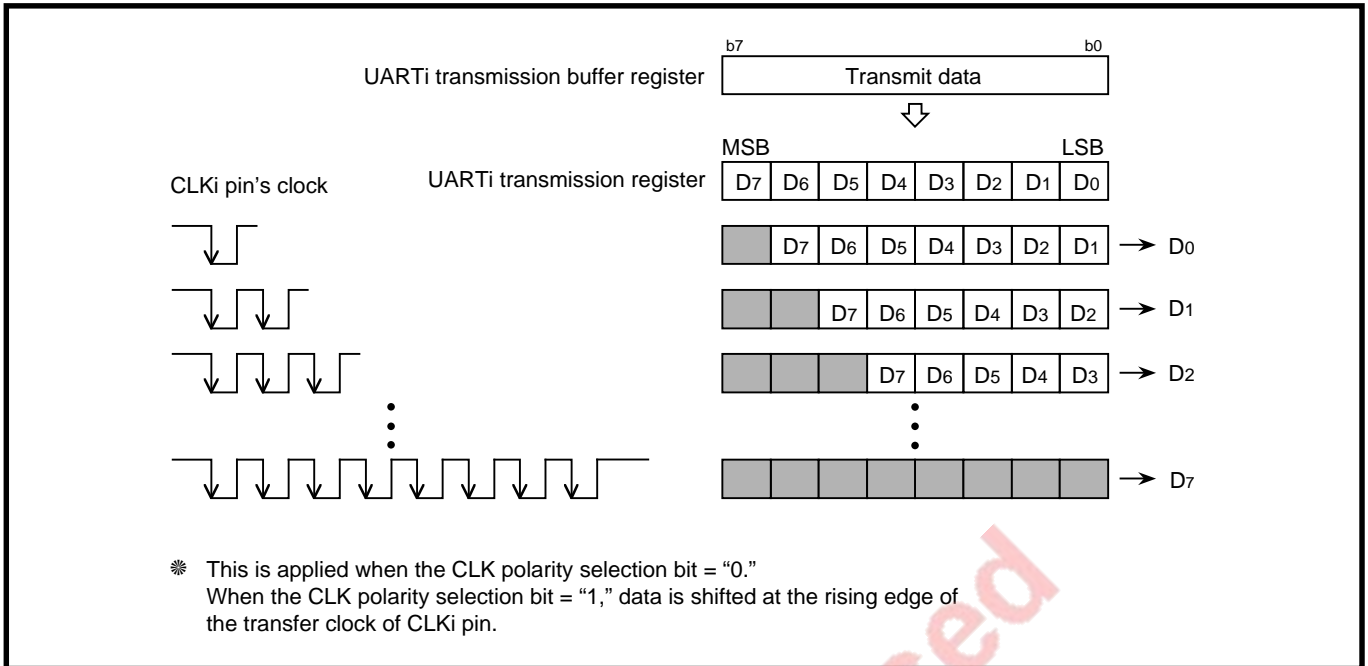 b7 b0
UARTi transmission buffer register Transmit data
MSB LSB
CLKi pin's clock UARTi transmission register D7 D6 D5 D4 D3 D2 D1 D0
D7 D6 D5 D4 D3 D2 D1 → D0
D7 D6 D5 D4 D3 D2 → D1
D7 D6 D5 D4 D3 → D2
→ D7
❋ This is applied when the CLK polarity selection bit = “0.”
When the CLK polarity selection bit = “1,” data is shifted at the rising edge of
the transfer clock of CLKi pin.